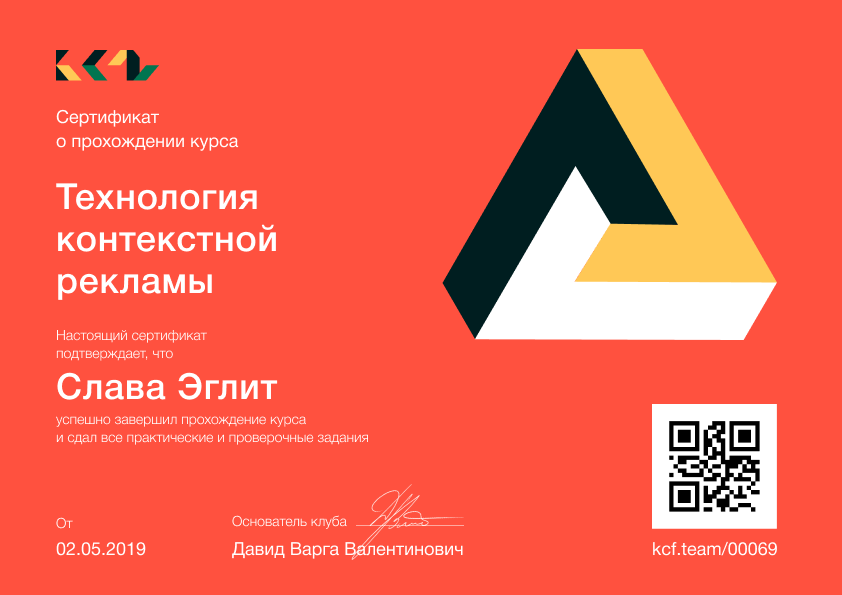 Сертификат
о прохождении курса
Технология
контекстной
рекламы
Настоящий сертификат
подтверждает, что
Слава Эглит
успешно завершил прохождение курса
и сдал все практические и проверочные задания
От
02.05.2019
Основатель клуба
Давид Варга Валентинович
kcf.team/00069